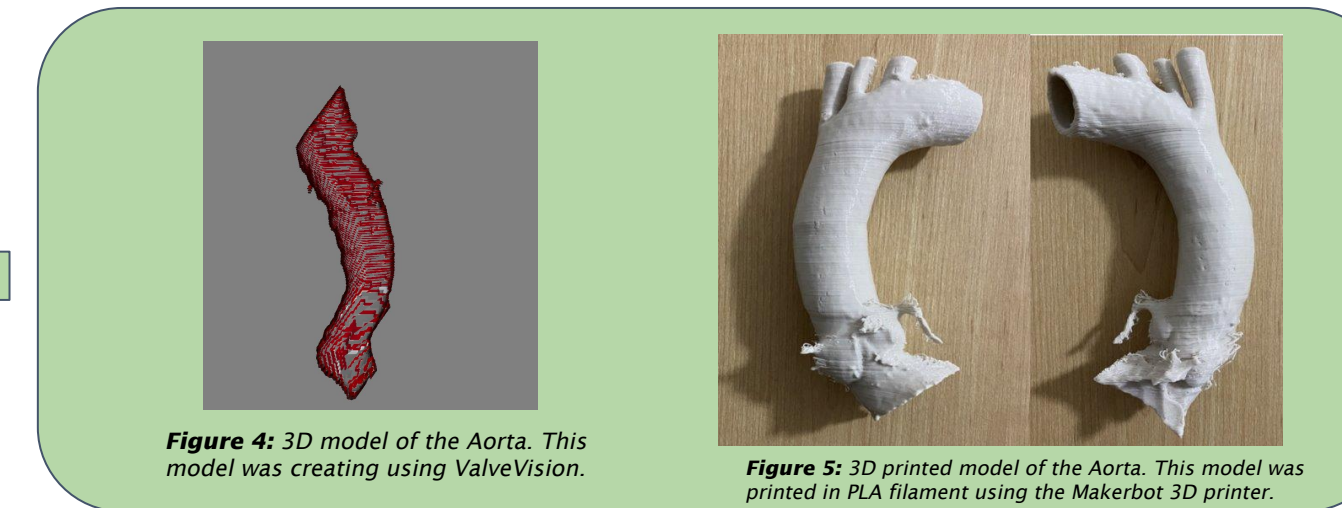 Figure 4: 3D model of the Aorta. This
model was creating using ValveVision.
Figure 5: 3D printed model of the Aorta. This model was
printed in PLA filament using the Makerbot 3D printer.